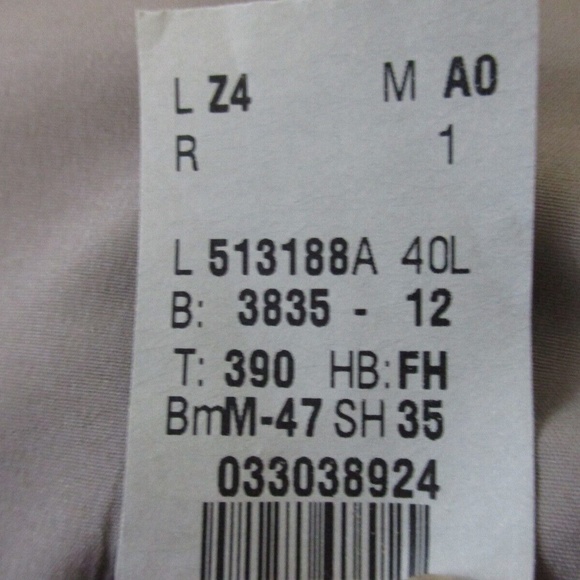 L Z4 M A0
R 1
L 513188A 40L
B: 3835 - 12
T: 390 HB:FH
BmM-47 SH 35
033038924